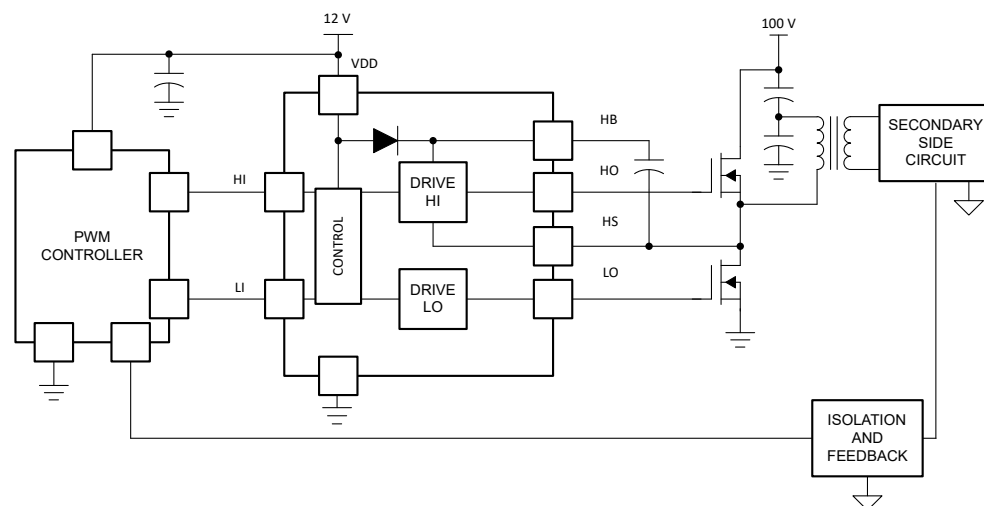 12 V
100 V
VDD
HB
SECONDARY
SIDE
CIRCUIT
HI
DRIVE
HI
HO
PWM
CONTROLLER
CONTROL
HS
LI
DRIVE
LO
LO
ISOLATION
AND
FEEDBACK